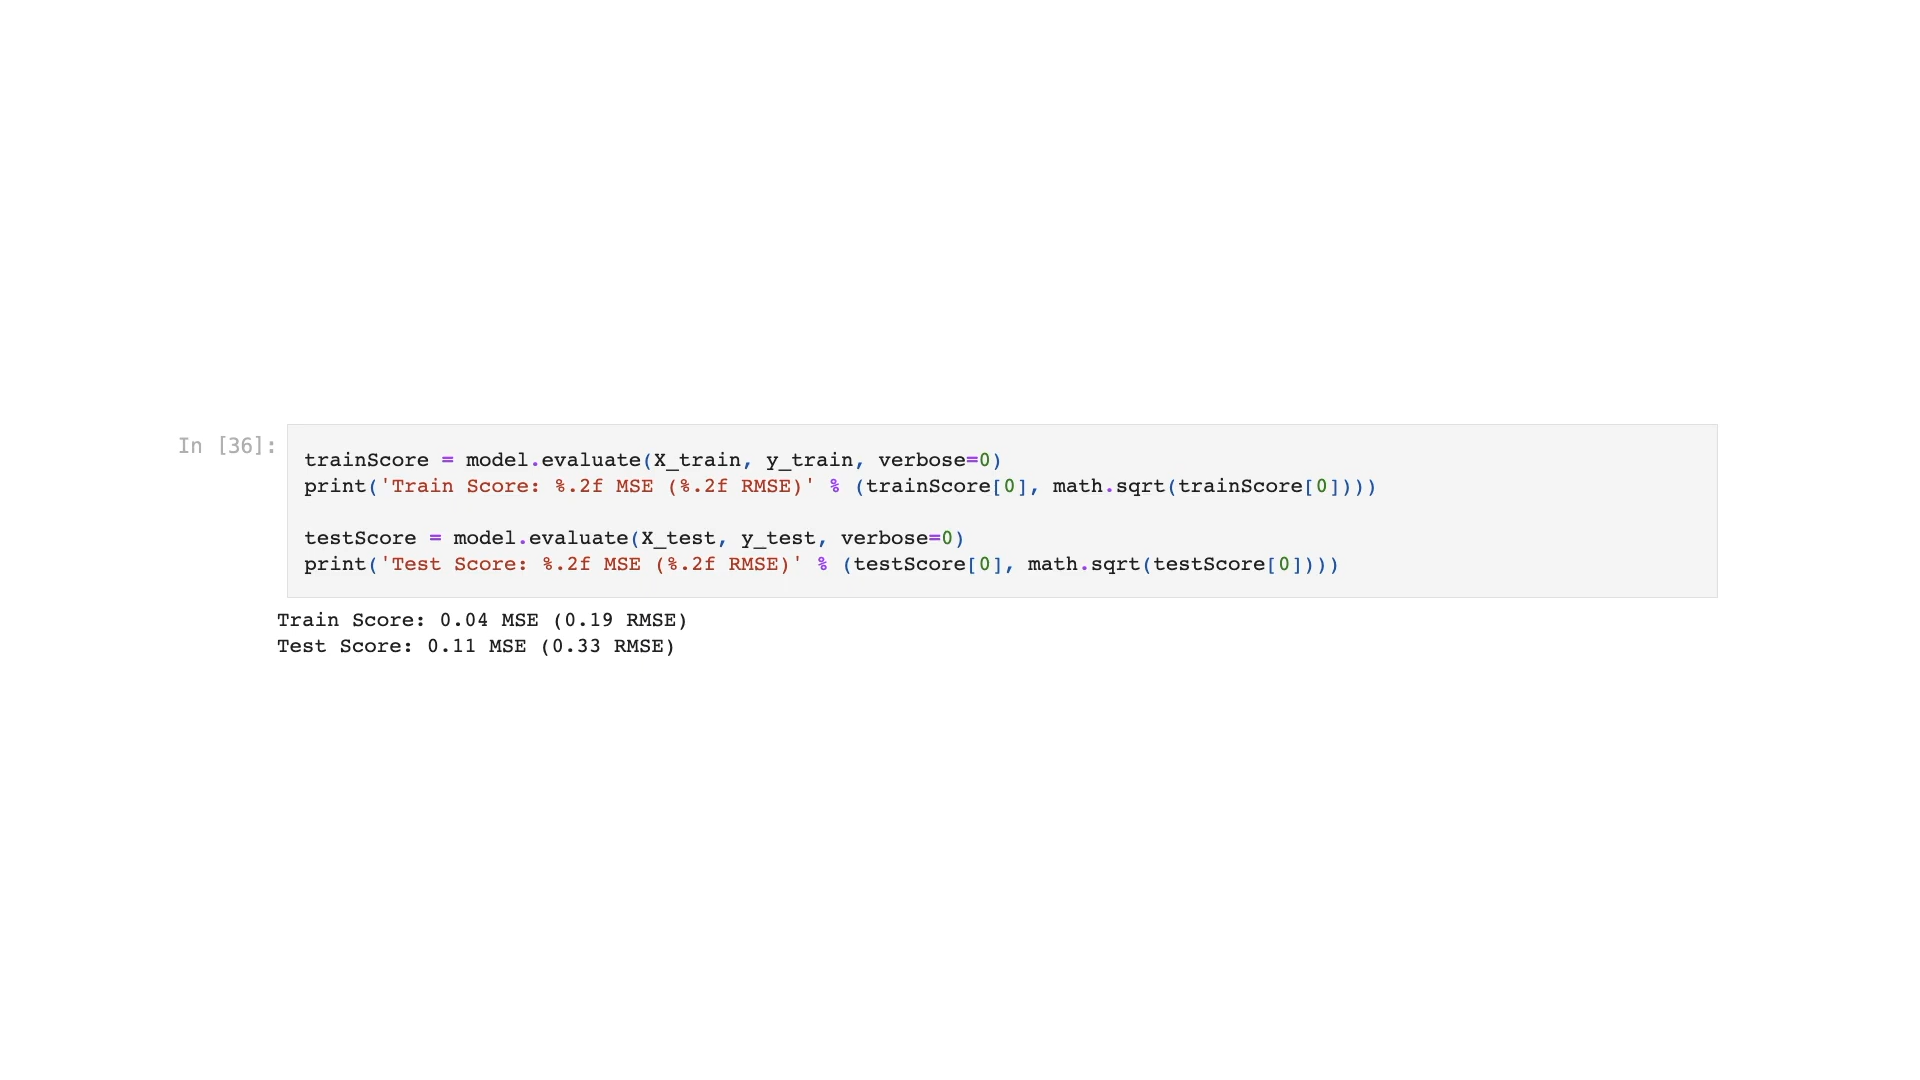 In [36]:
trainScore = model.evaluate(X_train, y_train, verbose=0)
print('Train Score: %.2f MSE (%.2f RMSE)' % (trainScore[0], math.sqrt(trainScore[0])))
testScore = model.evaluate(X_test, y_test, verbose=0)
print('Test Score: %.2f MSE (%.2f RMSE)' % (testScore[0], math.sqrt(testScore[0])))
Train Score: 0.04 MSE (0.19 RMSE)
Test Score: 0.11 MSE (0.33 RMSE)